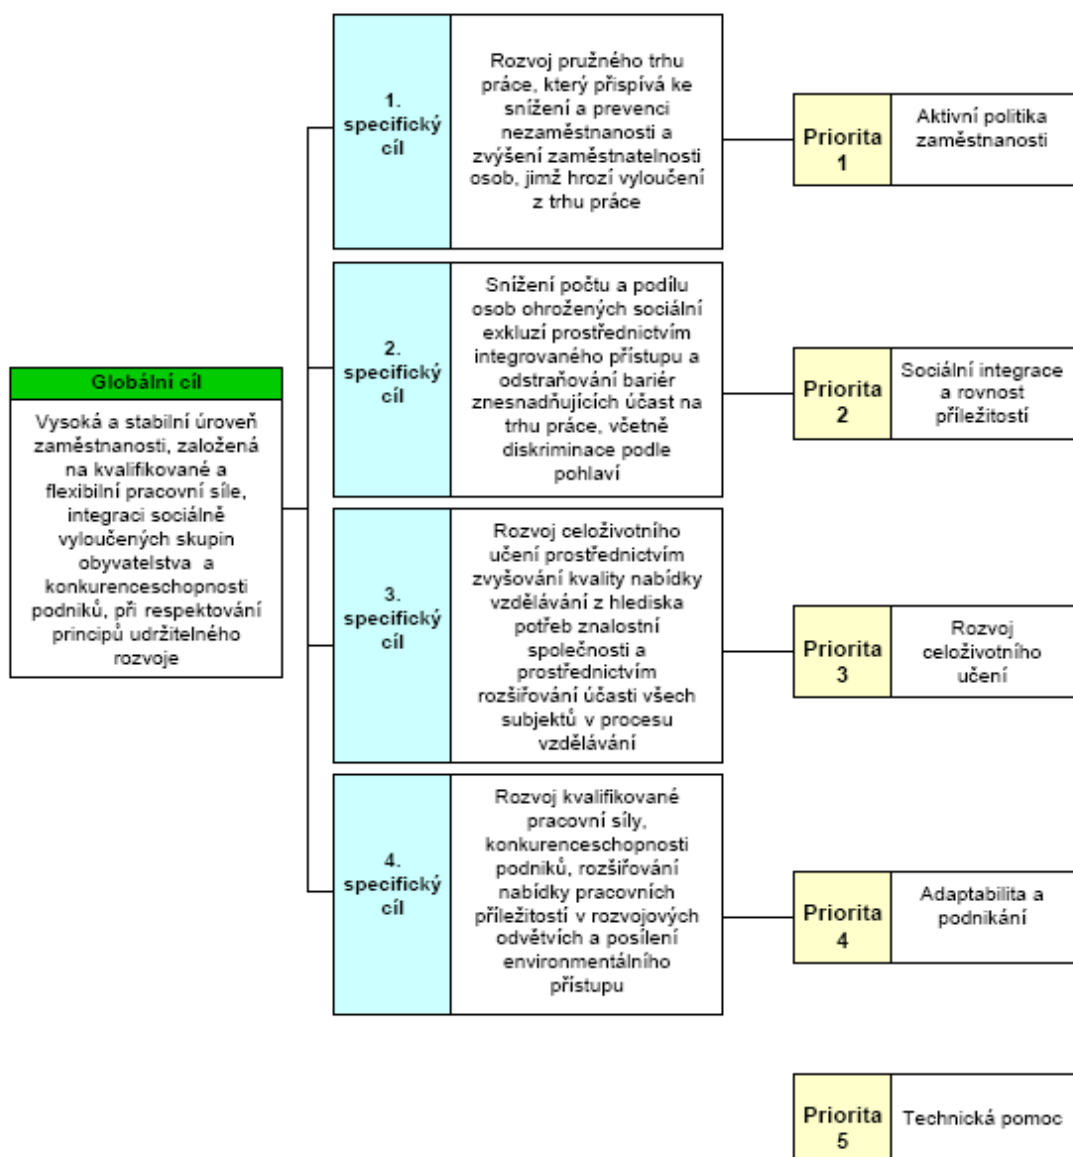 Globální cíl
Vysoká a stabilní úroveň
zaměstnanosti, založená
na kvalifikované a
flexibilní pracovní síle,
integraci sociálně
vyloučených skupin
obyvatelstva a
konkurenceschopnosti
podniků, při respektování
principů udržitelného
rozvoje
1.
specifický
cíl
Rozvoj pružného trhu
práce, který přispívá ke
snížení a prevenci
nezaměstnanosti a
zvýšení zaměstnatelnosti
osob, jimž hrozí vyloučení
z trhu práce
Priorita
1
Aktivní politika
zaměstnanosti
2.
specifický
cíl
Snížení počtu a podílu
osob ohrožených sociální
exkluzí prostřednictvím
integrovaného přístupu a
odstraňování bariér
znesnadňujících účast na
trhu práce, včetně
diskriminace podle
pohlaví
Priorita
2
Sociální integrace
a rovnost
příležitostí
3.
specifický
cíl
Rozvoj celoživotního
učení prostřednictvím
zvyšování kvality nabídky
vzdělávání z hlediska
potřeb znalostní
společnosti a
prostřednictvím
rozšiřování účasti všech
subjektů v procesu
vzdělávání
Priorita
3
Rozvoj
celoživotního
učení
4.
specifický
cíl
Rozvoj kvalifikované
pracovní síly,
konkurenceschopnosti
podniků, rozšiřování
nabídky pracovních
příležitostí v rozvojových
odvětvích a posílení
environmentálního
přístupu
Priorita
4
Adaptabilita a
podnikání
Priorita
5
Technická pomoc